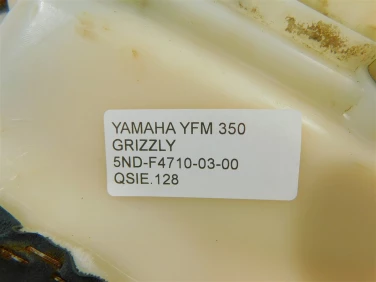 YAMAHA YFM 350
GRIZZLY
5ND-F4710-03-00
QSIE.128